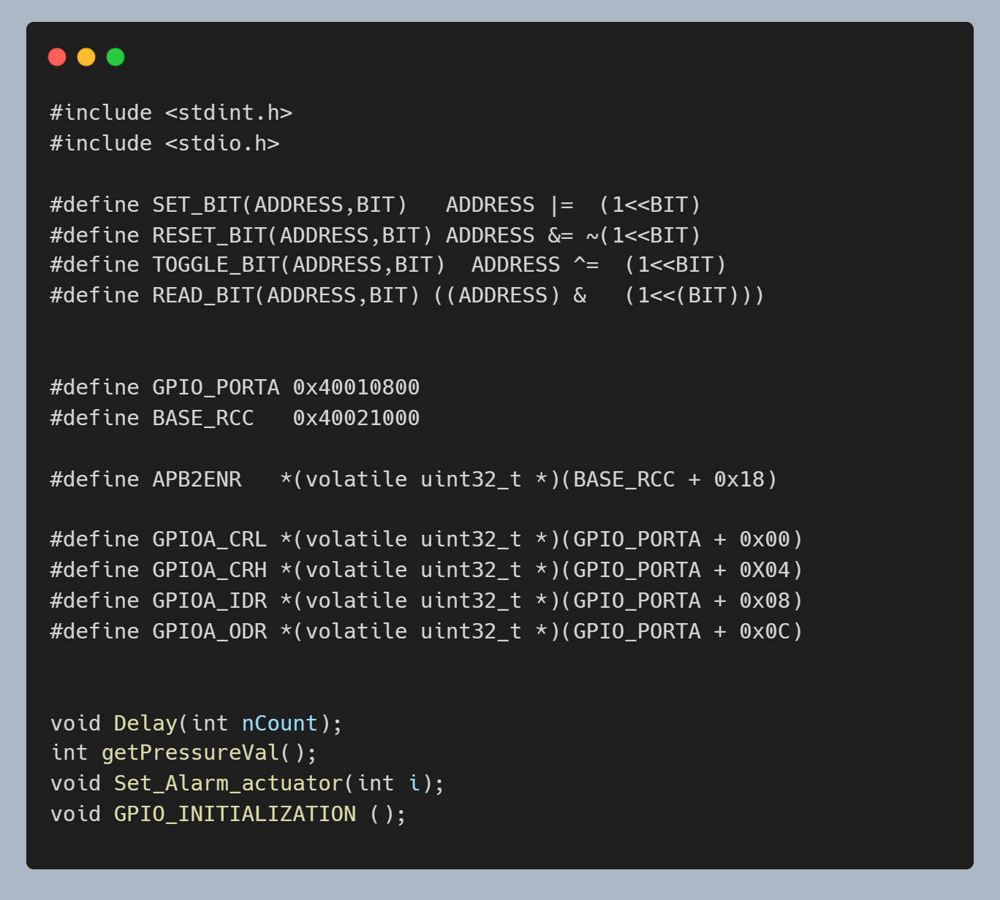 #include <stdint.h>
#include <stdio.h>
#define SET_BIT(ADDRESS,BIT)   ADDRESS |=  (1<<BIT)
#define RESET_BIT(ADDRESS,BIT) ADDRESS &= ~(1<<BIT)
#define TOGGLE_BIT(ADDRESS,BIT)  ADDRESS ^=  (1<<BIT)
#define READ_BIT(ADDRESS,BIT) ((ADDRESS) &   (1<<(BIT)))
#define GPIO_PORTA 0x40010800
#define BASE_RCC   0x40021000
#define APB2ENR   *(volatile uint32_t *)(BASE_RCC + 0x18)
#define GPIOA_CRL *(volatile uint32_t *)(GPIO_PORTA + 0x00)
#define GPIOA_CRH *(volatile uint32_t *)(GPIO_PORTA + 0X04)
#define GPIOA_IDR *(volatile uint32_t *)(GPIO_PORTA + 0x08)
#define GPIOA_ODR *(volatile uint32_t *)(GPIO_PORTA + 0x0C)
void Delay(int nCount);
int getPressureVal();
void Set_Alarm_actuator(int i);
void GPIO_INITIALIZATION ();